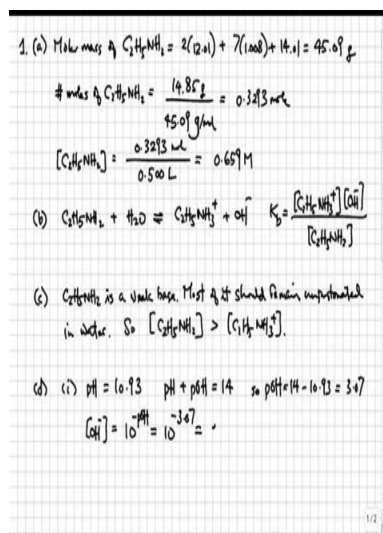 1. (a) Molar mass of C₂H₅NH₂ = 2(12.01) + 7(1.008) + 14.01 = 45.09 g
# moles of C₂H₅NH₂ = 14.85g / 45.09 g/mol = 0.3293 mole
[C₂H₅NH₂] = 0.3293 mol / 0.500 L = 0.659 M
(b) C₂H₅NH₂ + H₂O ⇌ C₂H₅NH₃⁺ + OH⁻ K_b = [C₂H₅NH₃⁺][OH⁻] / [C₂H₅NH₂]
(c) C₂H₅NH₂ is a weak base. Most of it should remain unprotonated
in water. So [C₂H₅NH₂] > [C₂H₅NH₃⁺].
(d) (i) pH = 10.93 pH + pOH = 14 so pOH = 14 - 10.93 = 3.07
[OH⁻] = 10^-pOH = 10^-3.07 =
1/2